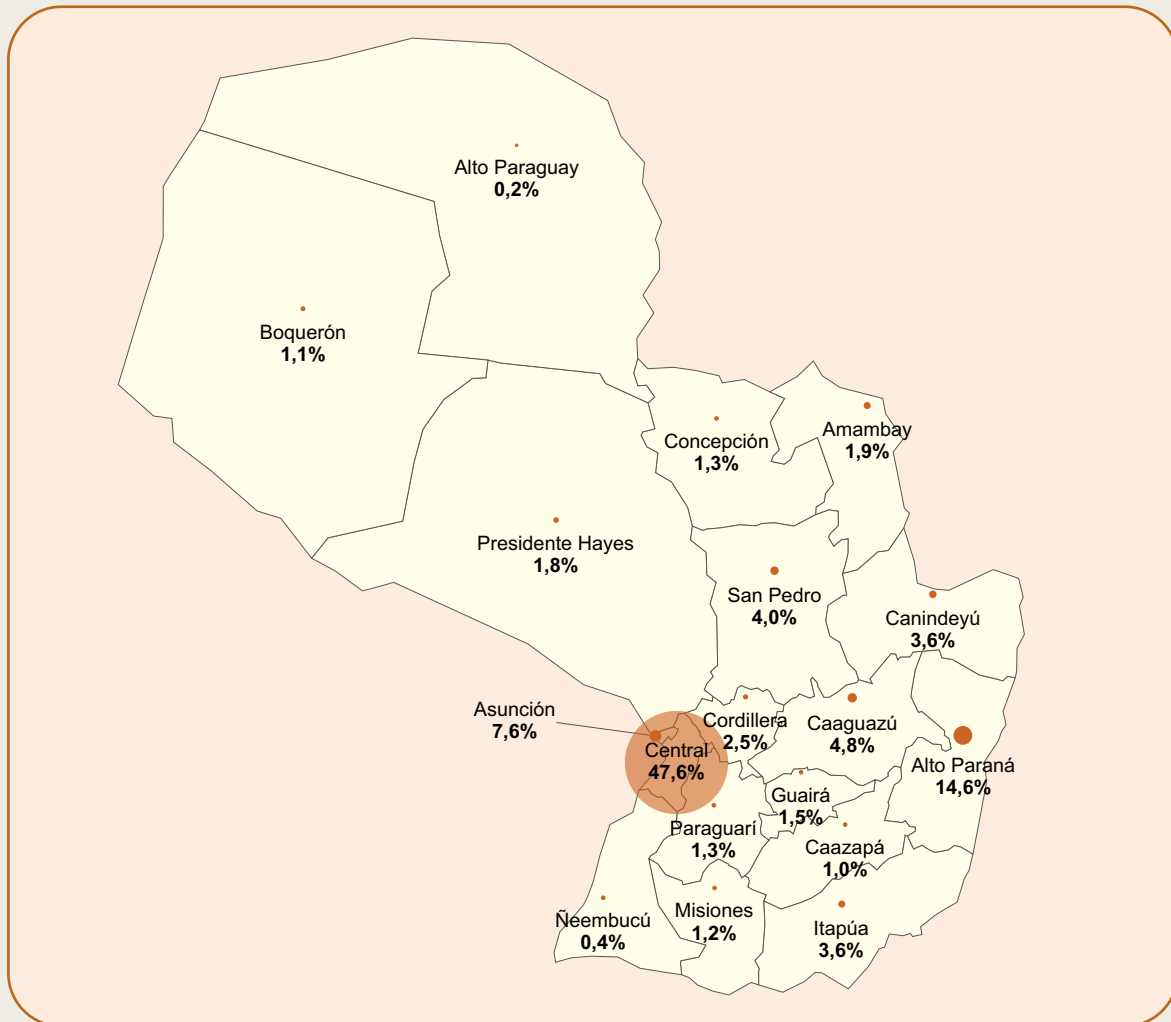 Alto Paraguay
0,2%
Boquerón
1,1%
Concepción
1,3%
Amambay
1,9%
Presidente Hayes
1,8%
San Pedro
4,0%
Canindeyú
3,6%
Asunción
7,6%
Central
47,6%
Cordillera
2,5%
Caaguazú
4,8%
Alto Paraná
14,6%
Guairá
1,5%
Paraguarí
1,3%
Caazapá
1,0%
Ñeembucú
0,4%
Misiones
1,2%
Itapúa
3,6%